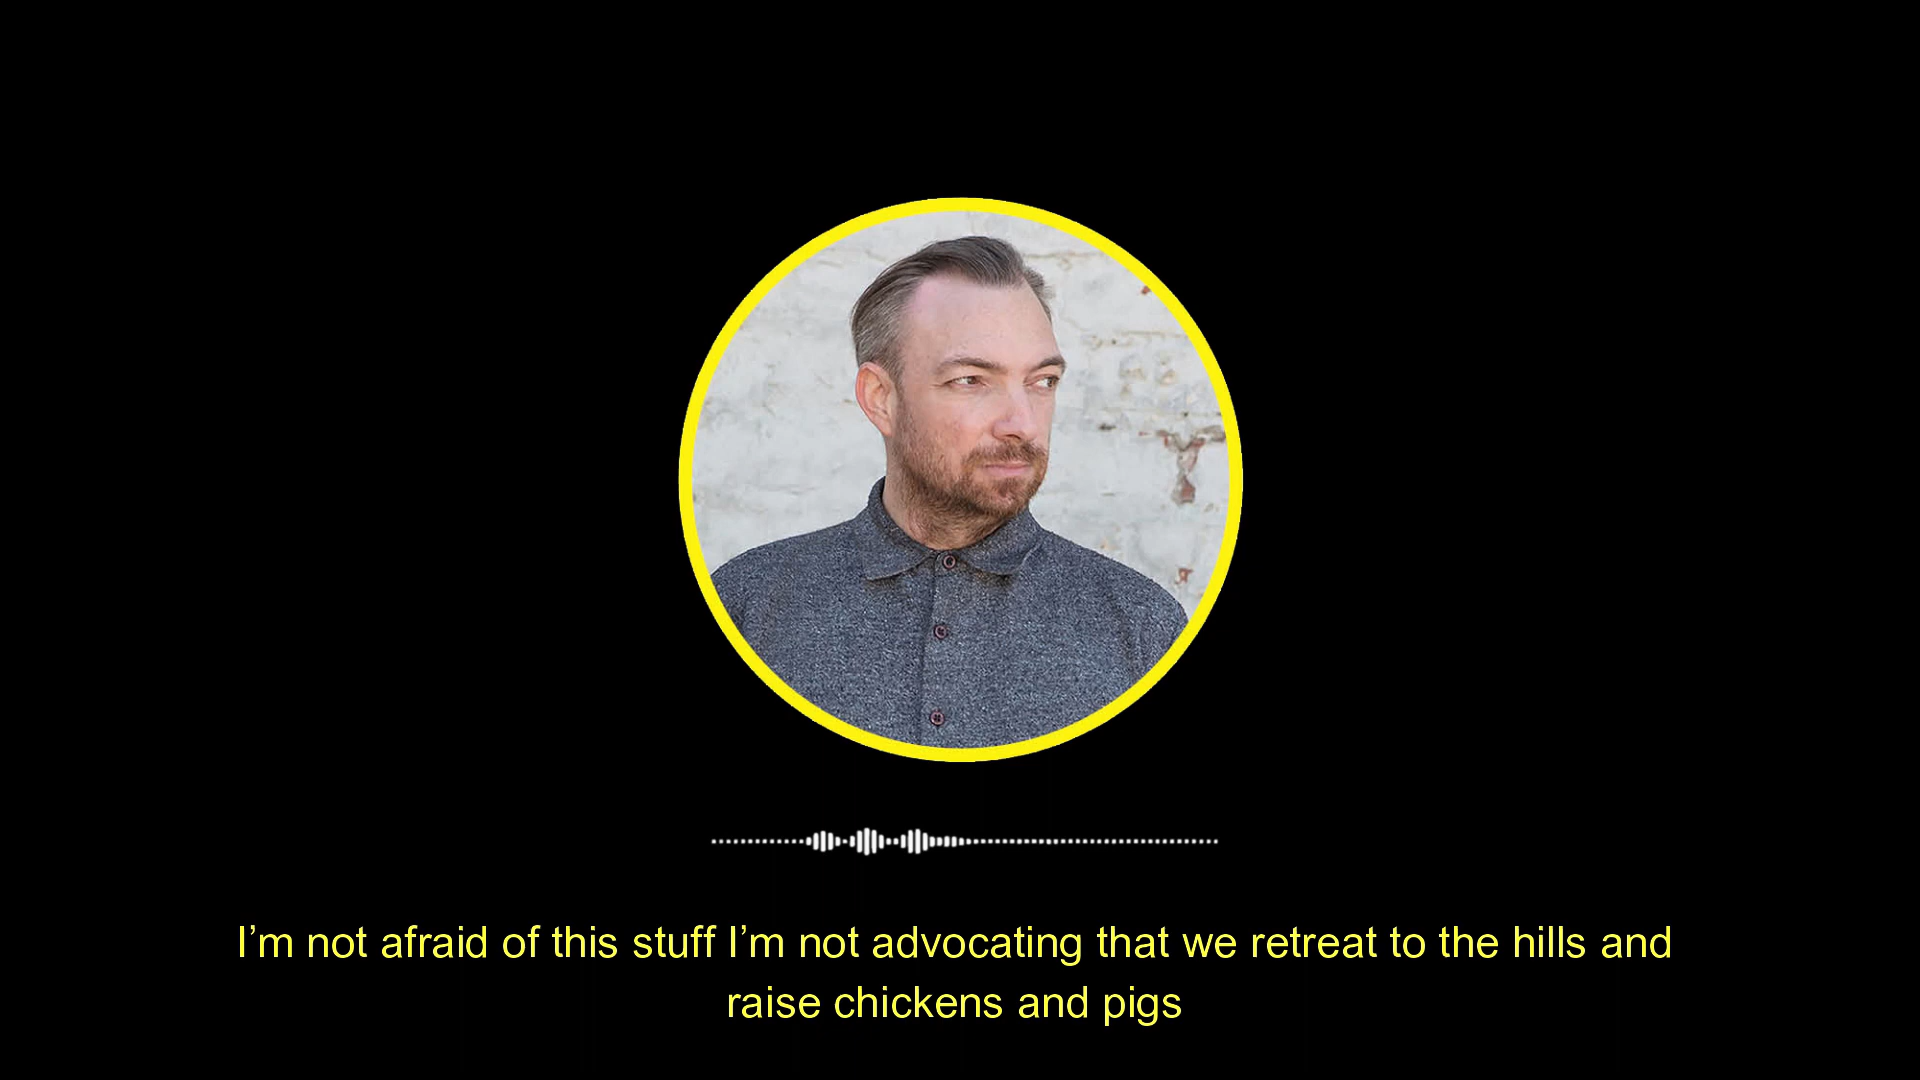 I’m not afraid of this stuff I’m not advocating that we retreat to the hills and
raise chickens and pigs